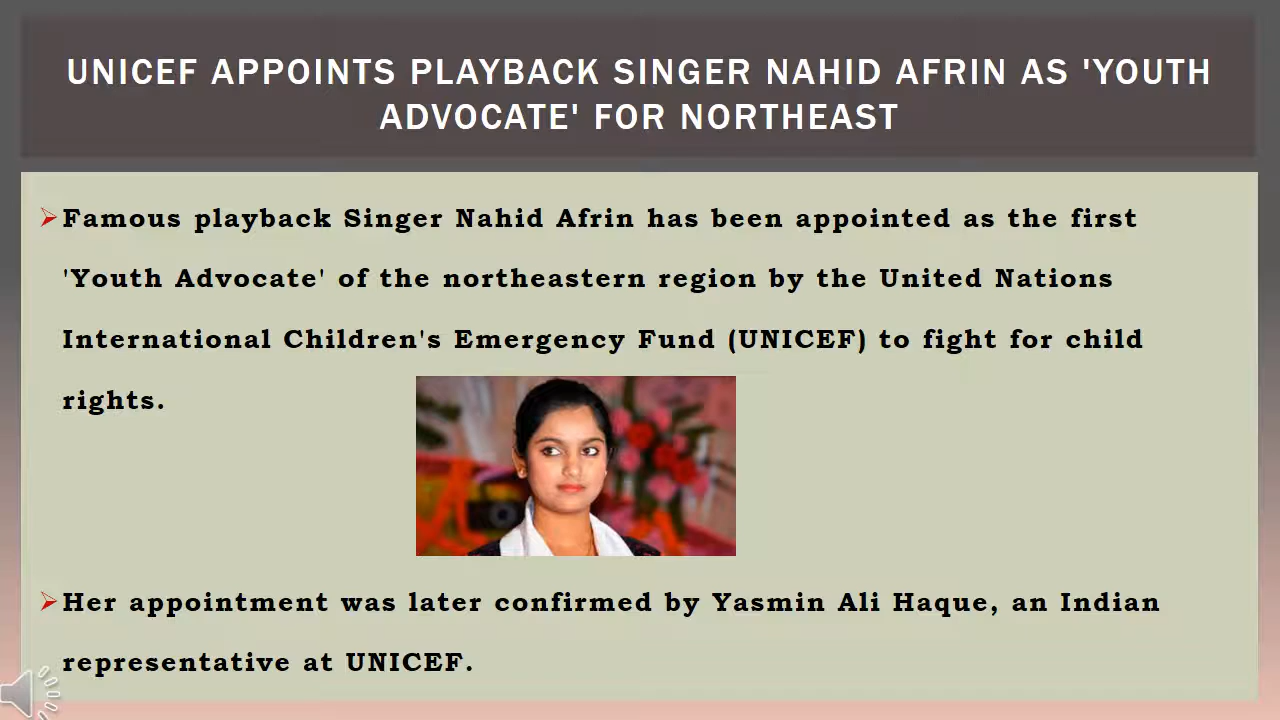 UNICEF APPOINTS PLAYBACK SINGER NAHID AFRIN AS 'YOUTH
ADVOCATE' FOR NORTHEAST
Famous playback Singer Nahid Afrin has been appointed as the first
'Youth Advocate' of the northeastern region by the United Nations
International Children's Emergency Fund (UNICEF) to fight for child
rights.
Her appointment was later confirmed by Yasmin Ali Haque, an Indian
representative at UNICEF.